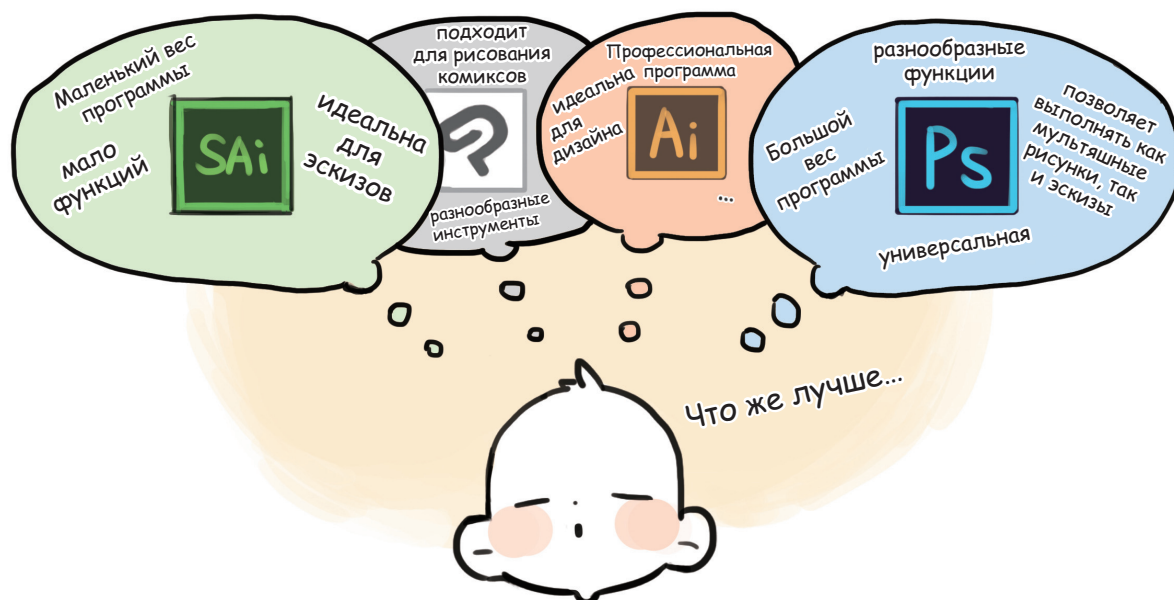 Маленький вес
программы
SAi
мало
функций
идеальна
для
эскизов
подходит
для рисования
комиксов
разнообразные
инструменты
Профессиональная
программа
идеальна
для
дизайна
Ai
...
разнообразные
функции
Большой
вес
программы
Ps
позволяет
выполнять как
мультяшные
рисунки, так
и эскизы
универсальная
Что же лучше...